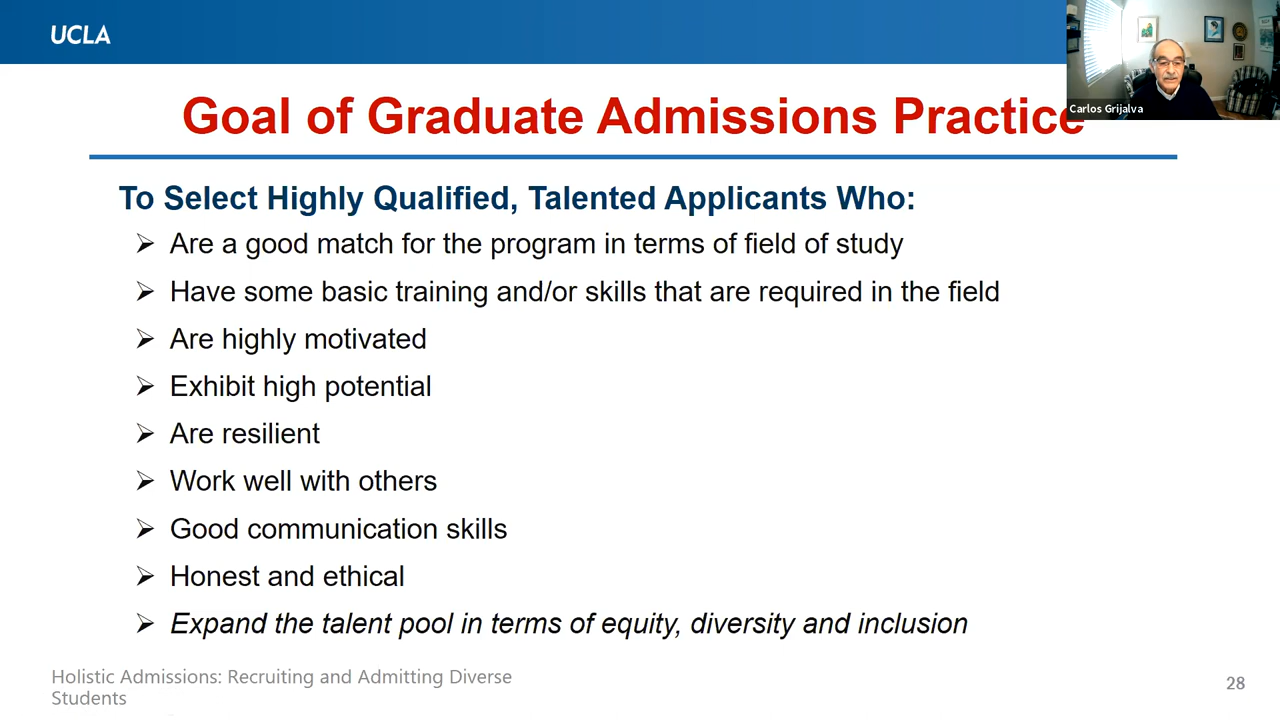 UCLA
Carlos Grijalva
Goal of Graduate Admissions Practice
To Select Highly Qualified, Talented Applicants Who:
➢ Are a good match for the program in terms of field of study
➢ Have some basic training and/or skills that are required in the field
➢ Are highly motivated
➢ Exhibit high potential
➢ Are resilient
➢ Work well with others
➢ Good communication skills
➢ Honest and ethical
➢ Expand the talent pool in terms of equity, diversity and inclusion
Holistic Admissions: Recruiting and Admitting Diverse
Students
28